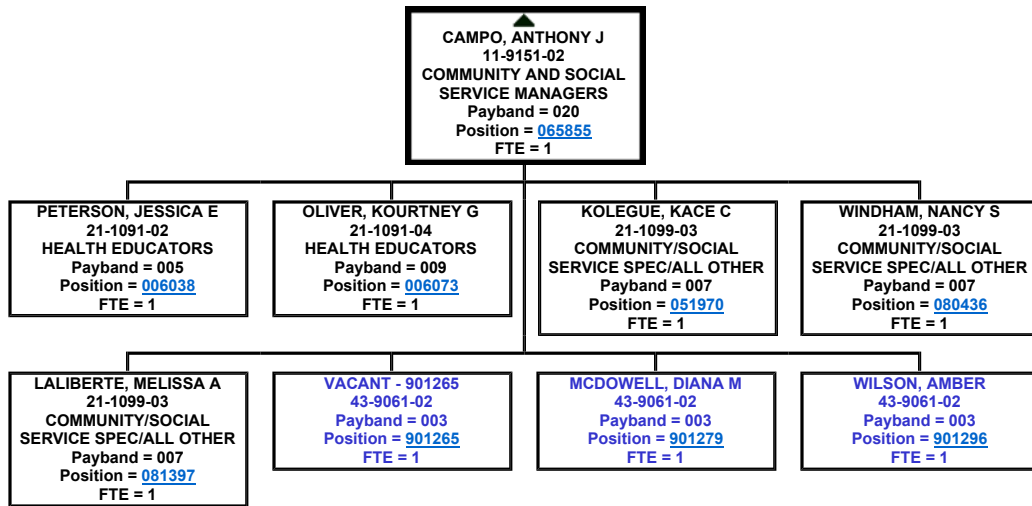 CAMPO, ANTHONY J
11-9151-02
COMMUNITY AND SOCIAL
SERVICE MANAGERS
Payband = 020
Position = 065855
FTE = 1
PETERSON, JESSICA E
21-1091-02
HEALTH EDUCATORS
Payband = 005
Position = 006038
FTE = 1
OLIVER, KOURTNEY G
21-1091-04
HEALTH EDUCATORS
Payband = 009
Position = 006073
FTE = 1
KOLEGUE, KACE C
21-1099-03
COMMUNITY/SOCIAL
SERVICE SPEC/ALL OTHER
Payband = 007
Position = 051970
FTE = 1
WINDHAM, NANCY S
21-1099-03
COMMUNITY/SOCIAL
SERVICE SPEC/ALL OTHER
Payband = 007
Position = 080436
FTE = 1
LALIBERTE, MELISSA A
21-1099-03
COMMUNITY/SOCIAL
SERVICE SPEC/ALL OTHER
Payband = 007
Position = 081397
FTE = 1
VACANT - 901265
43-9061-02
Payband = 003
Position = 901265
FTE = 1
MCDOWELL, DIANA M
43-9061-02
Payband = 003
Position = 901279
FTE = 1
WILSON, AMBER
43-9061-02
Payband = 003
Position = 901296
FTE = 1